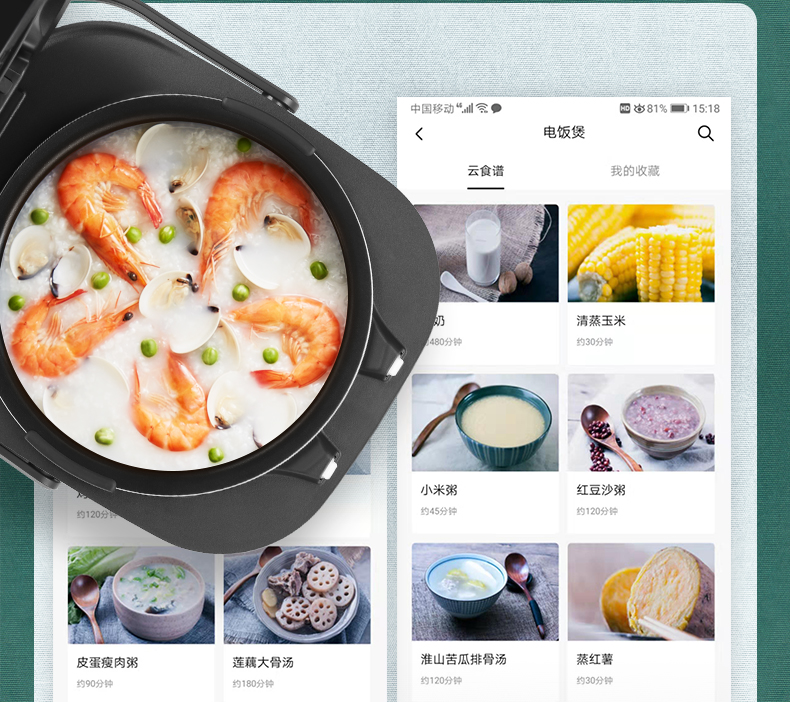 中国移动 46 HD 81% 15:18
电饭煲
云食谱 我的收藏
奶
480分钟
清蒸玉米
约30分钟
小米粥
约45分钟
红豆沙粥
约120分钟
约120分钟
皮蛋瘦肉粥
约90分钟
莲藕大骨汤
约180分钟
淮山苦瓜排骨汤
约120分钟
蒸红薯
约30分钟